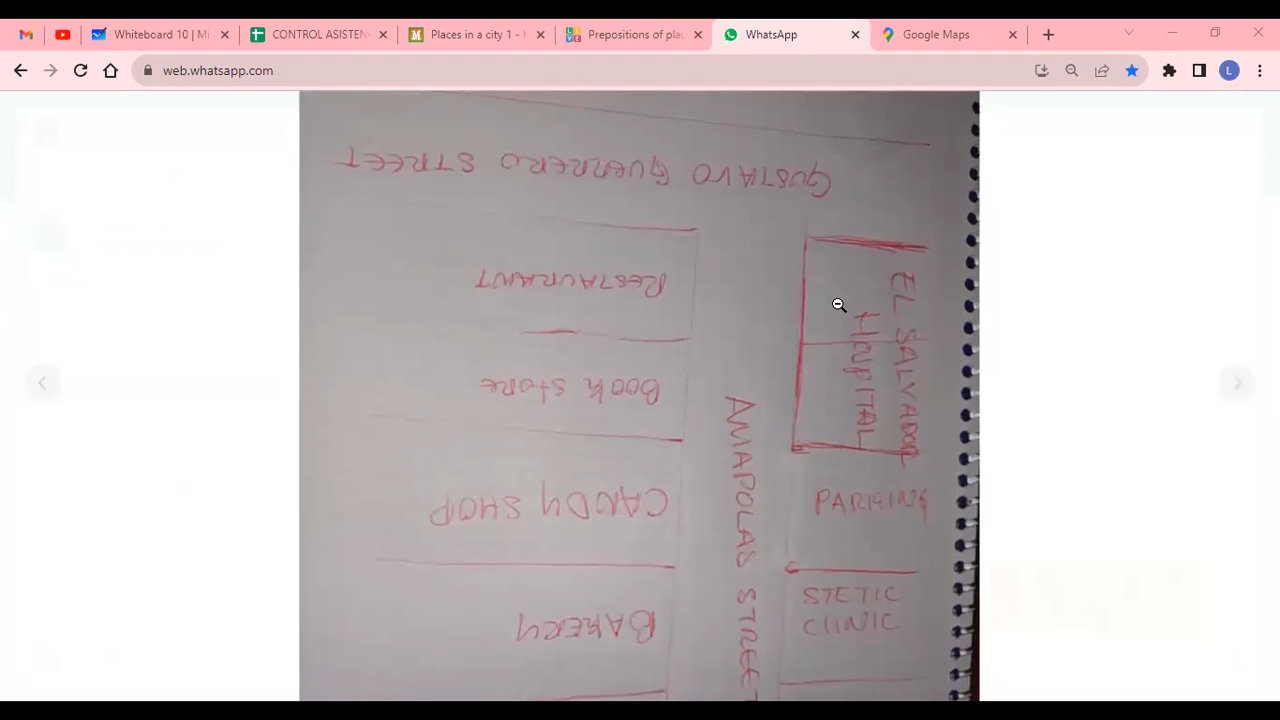 Whiteboard 10 | Mi
CONTROL ASISTEN
Places in a city 1 -
Prepositions of pla
WhatsApp
Google Maps
web.whatsapp.com
L
GUSTAVO GUERRERO STREET
RESTAURANT
BOOK STORE
CANDY SHOP
BAKERY
AMAPOLAS STREET
EL SALVADOR
HOSPITAL
PARKING
STETIC
CLINIC